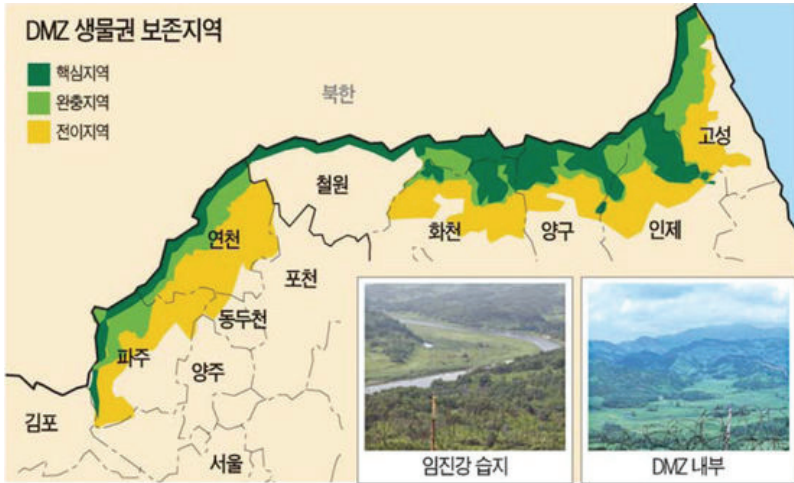 DMZ 생물권 보존지역
핵심지역
완충지역
전이지역
북한
고성
철원
연천
화천
양구
인제
포천
동두천
파주
양주
김포
서울
임진강 습지
DMZ 내부